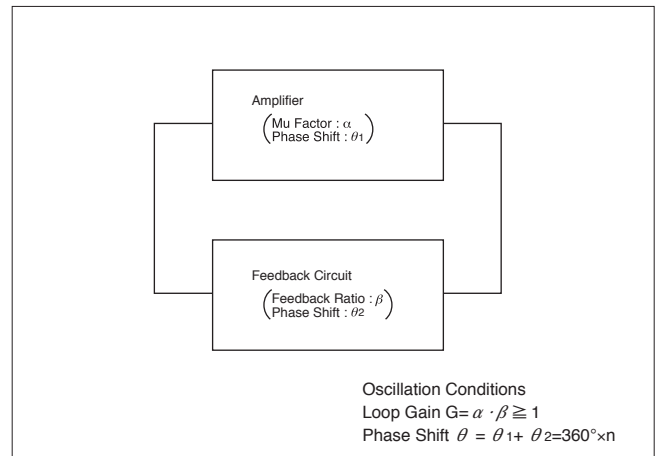 Amplifier
(Mu Factor : α
Phase Shift : θ1)
Feedback Circuit
(Feedback Ratio : β
Phase Shift : θ2)
Oscillation Conditions
Loop Gain G= α · β ≧ 1
Phase Shift θ = θ1+ θ2=360°×n